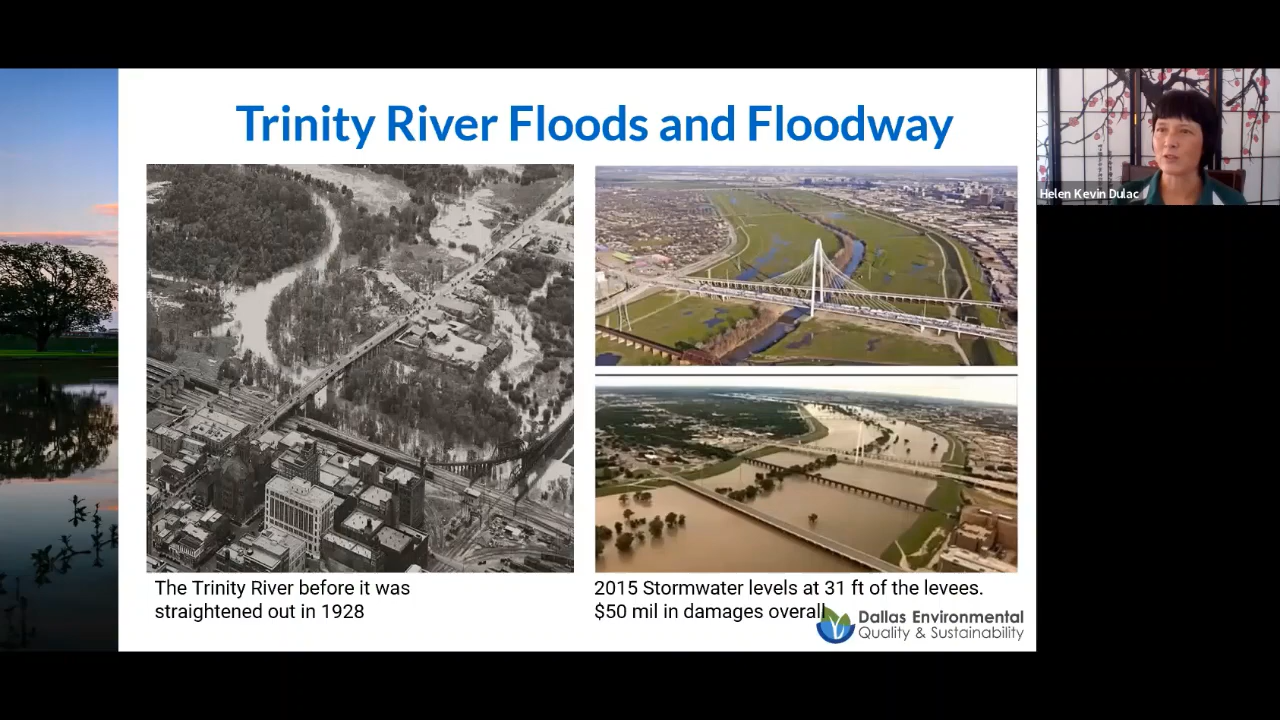 Trinity River Floods and Floodway
Helen Kevin Dulac
The Trinity River before it was
straightened out in 1928
2015 Stormwater levels at 31 ft of the levees.
$50 mil in damages overall
Dallas Environmental
Quality & Sustainability